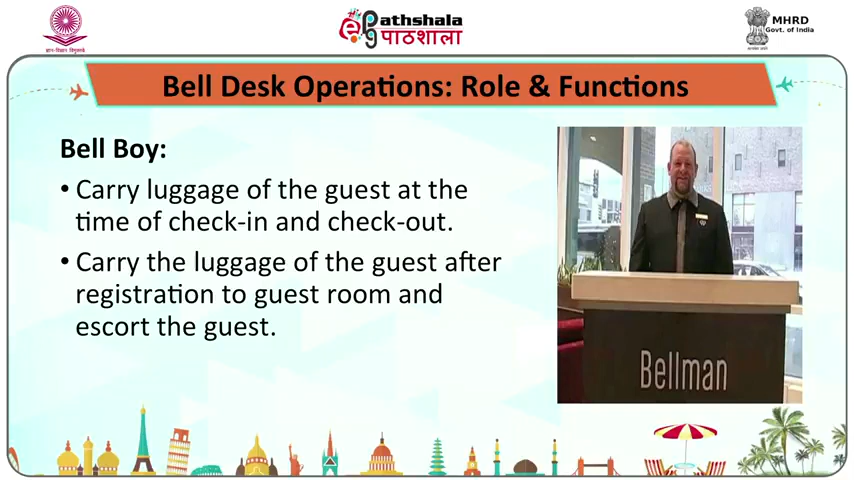 ePathshala
पाठशाला
MHRD
Govt. of India
Bell Desk Operations: Role & Functions
Bell Boy:
• Carry luggage of the guest at the
time of check-in and check-out.
• Carry the luggage of the guest after
registration to guest room and
escort the guest.
Bellman